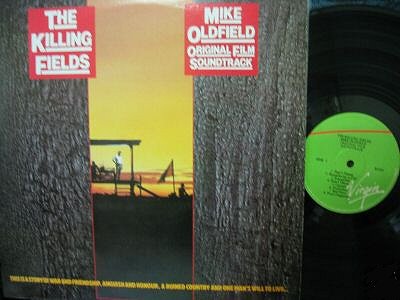 THE
KILLING
FIELDS
MIKE
OLDFIELD
ORIGINAL FILM
SOUNDTRACK
THIS IS A STORY OF WAR AND FRIENDSHIP, ANGUISH AND HONOUR, A RUINED COUNTRY AND ONE MAN'S WILL TO LIVE...
Virgin